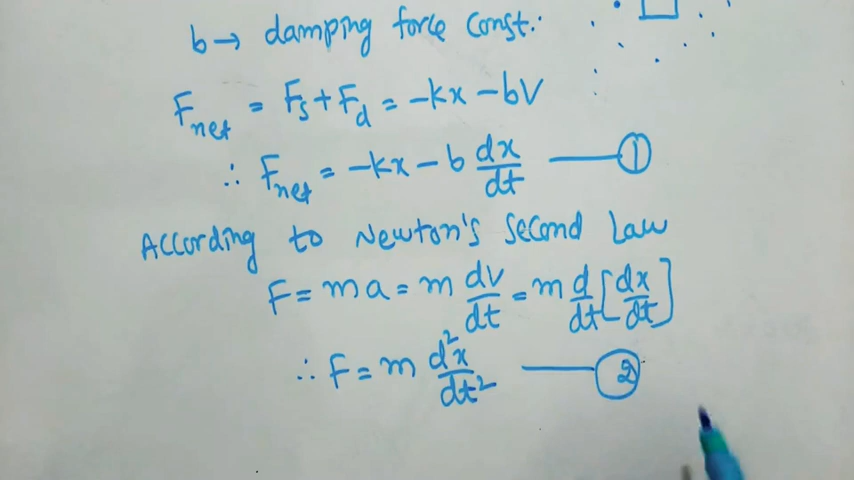 b → damping force const:
F_net = F_s + F_d = -kx - bV
∴ F_net = -kx - b dx/dt —— ①
According to Newton's second Law
F = ma = m dv/dt = m d/dt [dx/dt]
∴ F = m d²x/dt² —— ②